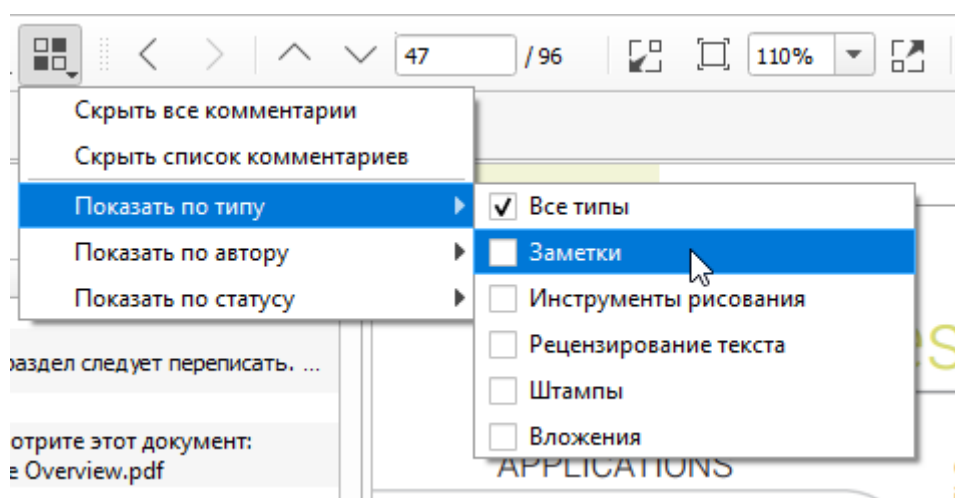 47 / 96 110%
Скрыть все комментарии
Скрыть список комментариев
Показать по типу
Показать по автору
Показать по статусу
Все типы
Заметки
Инструменты рисования
Рецензирование текста
Штампы
Вложения
раздел следует переписать. ...
этот документ:
Overview.pdf
APPLICATIONS